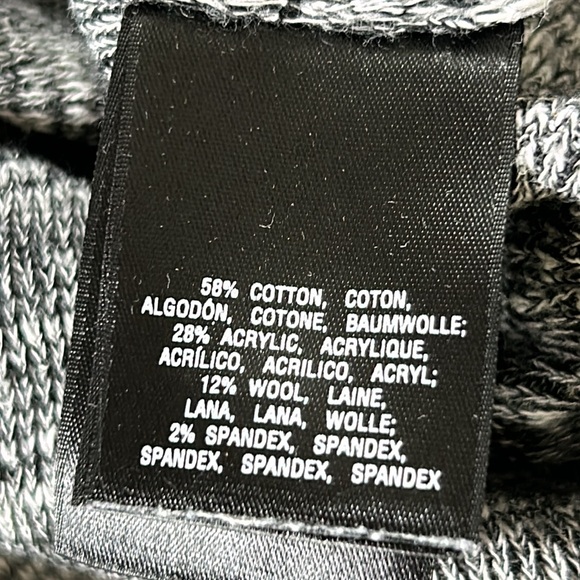 58% COTTON, COTON,
ALGODÓN, COTONE, BAUMWOLLE;
28% ACRYLIC, ACRYLIQUE,
ACRÍLICO, ACRILICO, ACRYL;
12% WOOL, LAINE,
LANA, LANA, WOLLE;
2% SPANDEX, SPANDEX,
SPANDEX, SPANDEX, SPANDEX